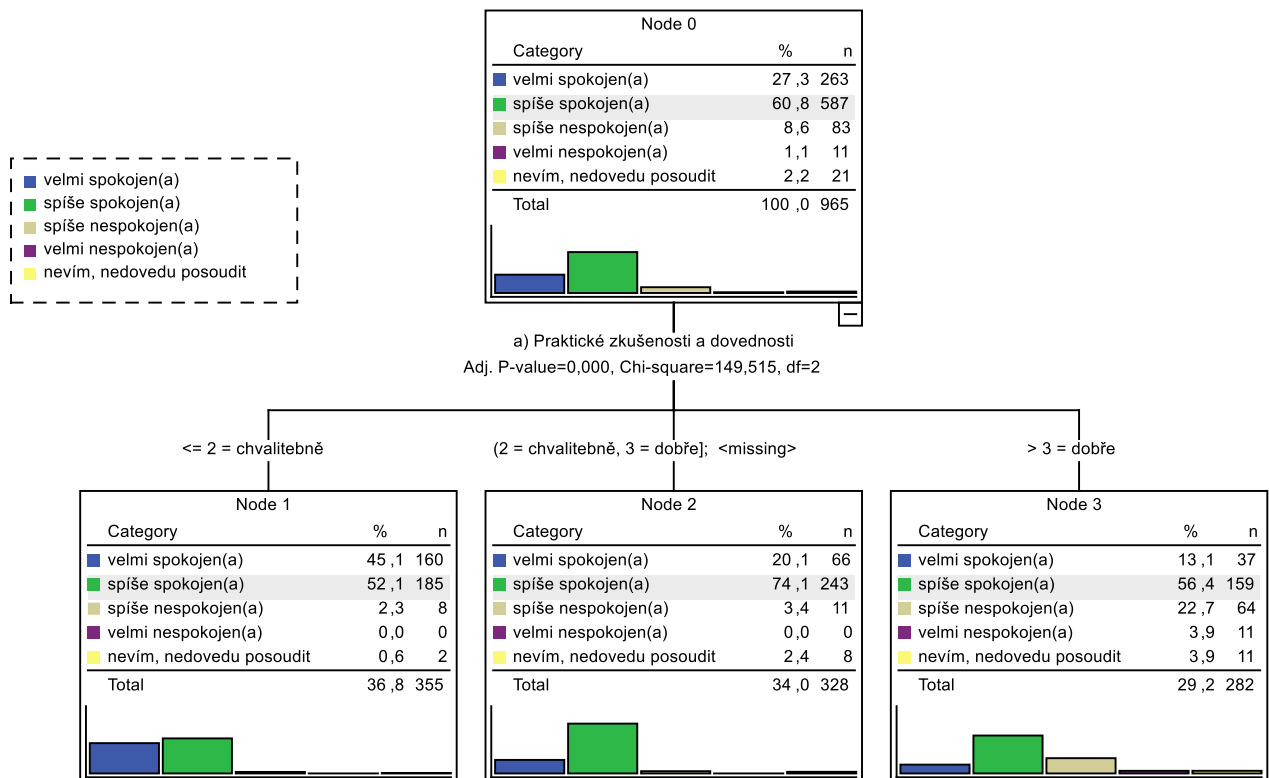 Node 0
Category % n
velmi spokojen(a) 27 ,3 263
spíše spokojen(a) 60 ,8 587
spíše nespokojen(a) 8,6 83
velmi nespokojen(a) 1,1 11
nevím, nedovedu posoudit 2,2 21
Total 100 ,0 965
velmi spokojen(a)
spíše spokojen(a)
spíše nespokojen(a)
velmi nespokojen(a)
nevím, nedovedu posoudit
a) Praktické zkušenosti a dovednosti
Adj. P-value=0,000, Chi-square=149,515, df=2
<= 2 = chvalitebně
(2 = chvalitebně, 3 = dobře]; <missing>
> 3 = dobře
Node 1
Category % n
velmi spokojen(a) 45 ,1 160
spíše spokojen(a) 52 ,1 185
spíše nespokojen(a) 2,3 8
velmi nespokojen(a) 0,0 0
nevím, nedovedu posoudit 0,6 2
Total 36 ,8 355
Node 2
Category % n
velmi spokojen(a) 20 ,1 66
spíše spokojen(a) 74 ,1 243
spíše nespokojen(a) 3,4 11
velmi nespokojen(a) 0,0 0
nevím, nedovedu posoudit 2,4 8
Total 34 ,0 328
Node 3
Category % n
velmi spokojen(a) 13 ,1 37
spíše spokojen(a) 56 ,4 159
spíše nespokojen(a) 22 ,7 64
velmi nespokojen(a) 3,9 11
nevím, nedovedu posoudit 3,9 11
Total 29 ,2 282